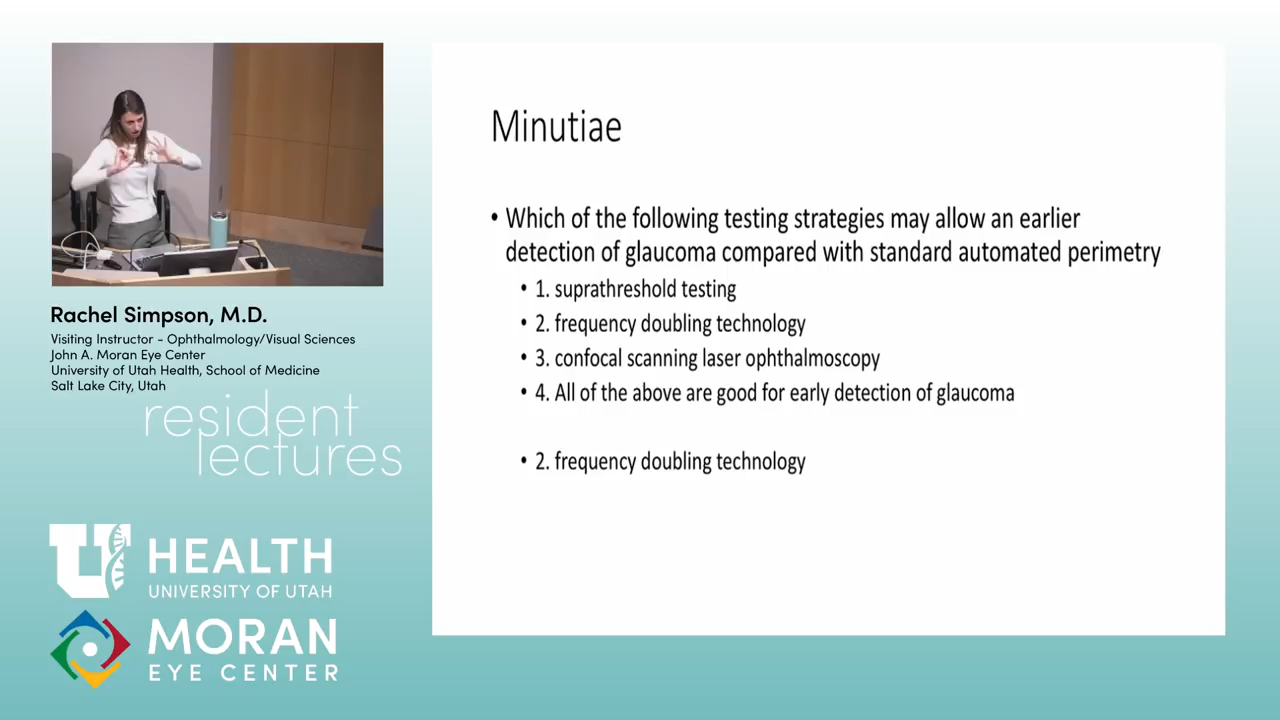 Minutiae
• Which of the following testing strategies may allow an earlier
detection of glaucoma compared with standard automated perimetry
• 1. suprathreshold testing
• 2. frequency doubling technology
• 3. confocal scanning laser ophthalmoscopy
• 4. All of the above are good for early detection of glaucoma
• 2. frequency doubling technology
Rachel Simpson, M.D.
Visiting Instructor - Ophthalmology/Visual Sciences
John A. Moran Eye Center
University of Utah Health, School of Medicine
Salt Lake City, Utah
resident
lectures
U HEALTH
UNIVERSITY OF UTAH
MORAN
EYE CENTER